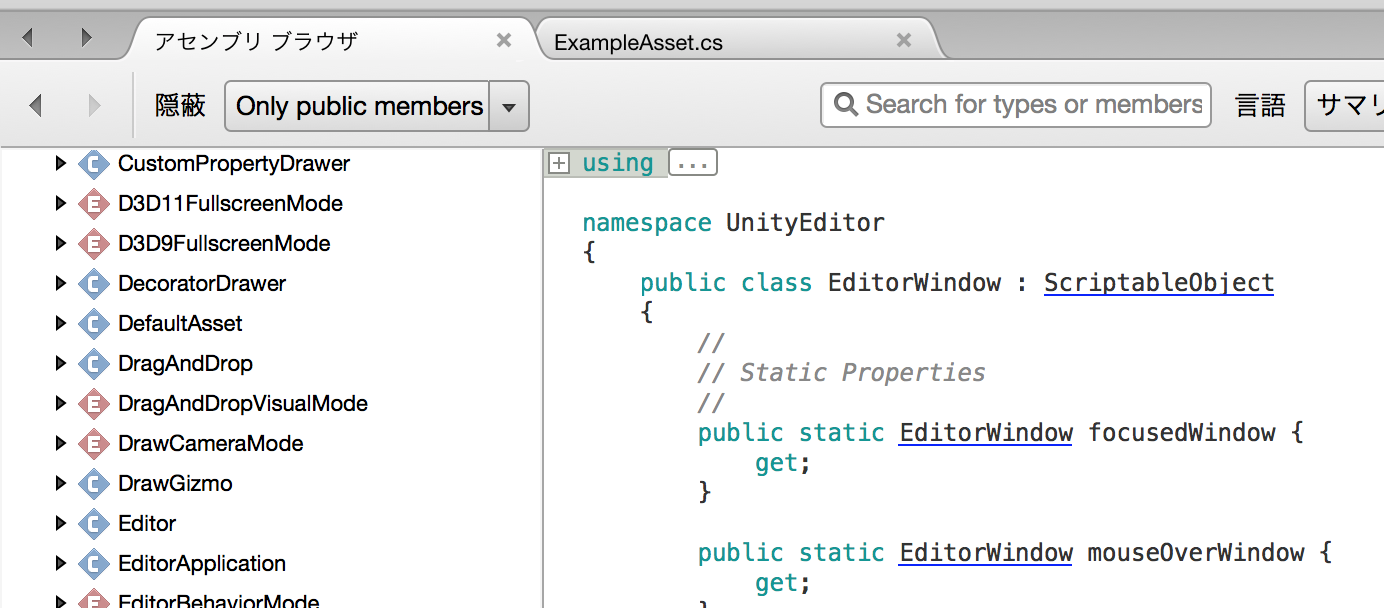 アセンブリ ブラウザ
ExampleAsset.cs
隠蔽 Only public members Search for types or members 言語 サマリ
CustomPropertyDrawer
D3D11FullscreenMode
D3D9FullscreenMode
DecoratorDrawer
DefaultAsset
DragAndDrop
DragAndDropVisualMode
DrawCameraMode
DrawGizmo
Editor
EditorApplication
EditorBehaviorMode
using ...
namespace UnityEditor
{
public class EditorWindow : ScriptableObject
{
//
// Static Properties
//
public static EditorWindow focusedWindow {
get;
}
public static EditorWindow mouseOverWindow {
get;
}